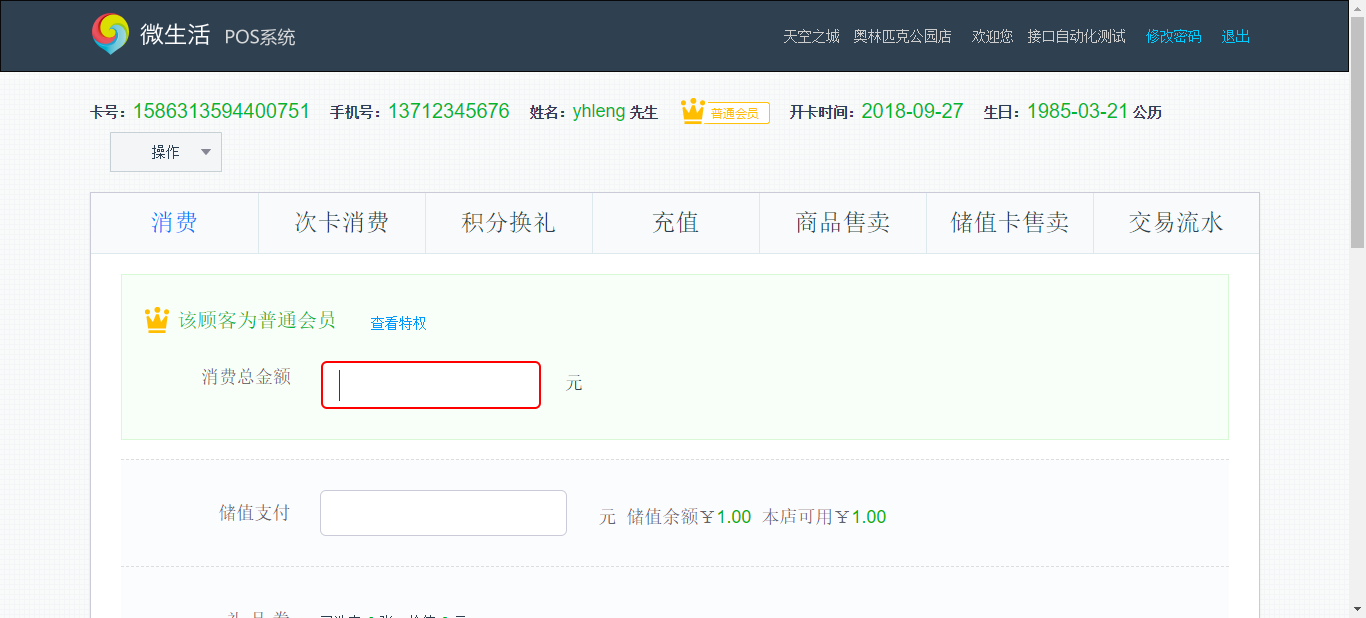 微生活 POS系统 天空之城 奥林匹克公园店 欢迎您 接口自动化测试 修改密码 退出
卡号：1586313594400751 手机号：13712345676 姓名：yhleng 先生 普通会员 开卡时间：2018-09-27 生日：1985-03-21 公历
操作
消费 次卡消费 积分换礼 充值 商品售卖 储值卡售卖 交易流水
该顾客为普通会员 查看特权
消费总金额 元
储值支付 元 储值余额￥1.00 本店可用￥1.00
礼品券